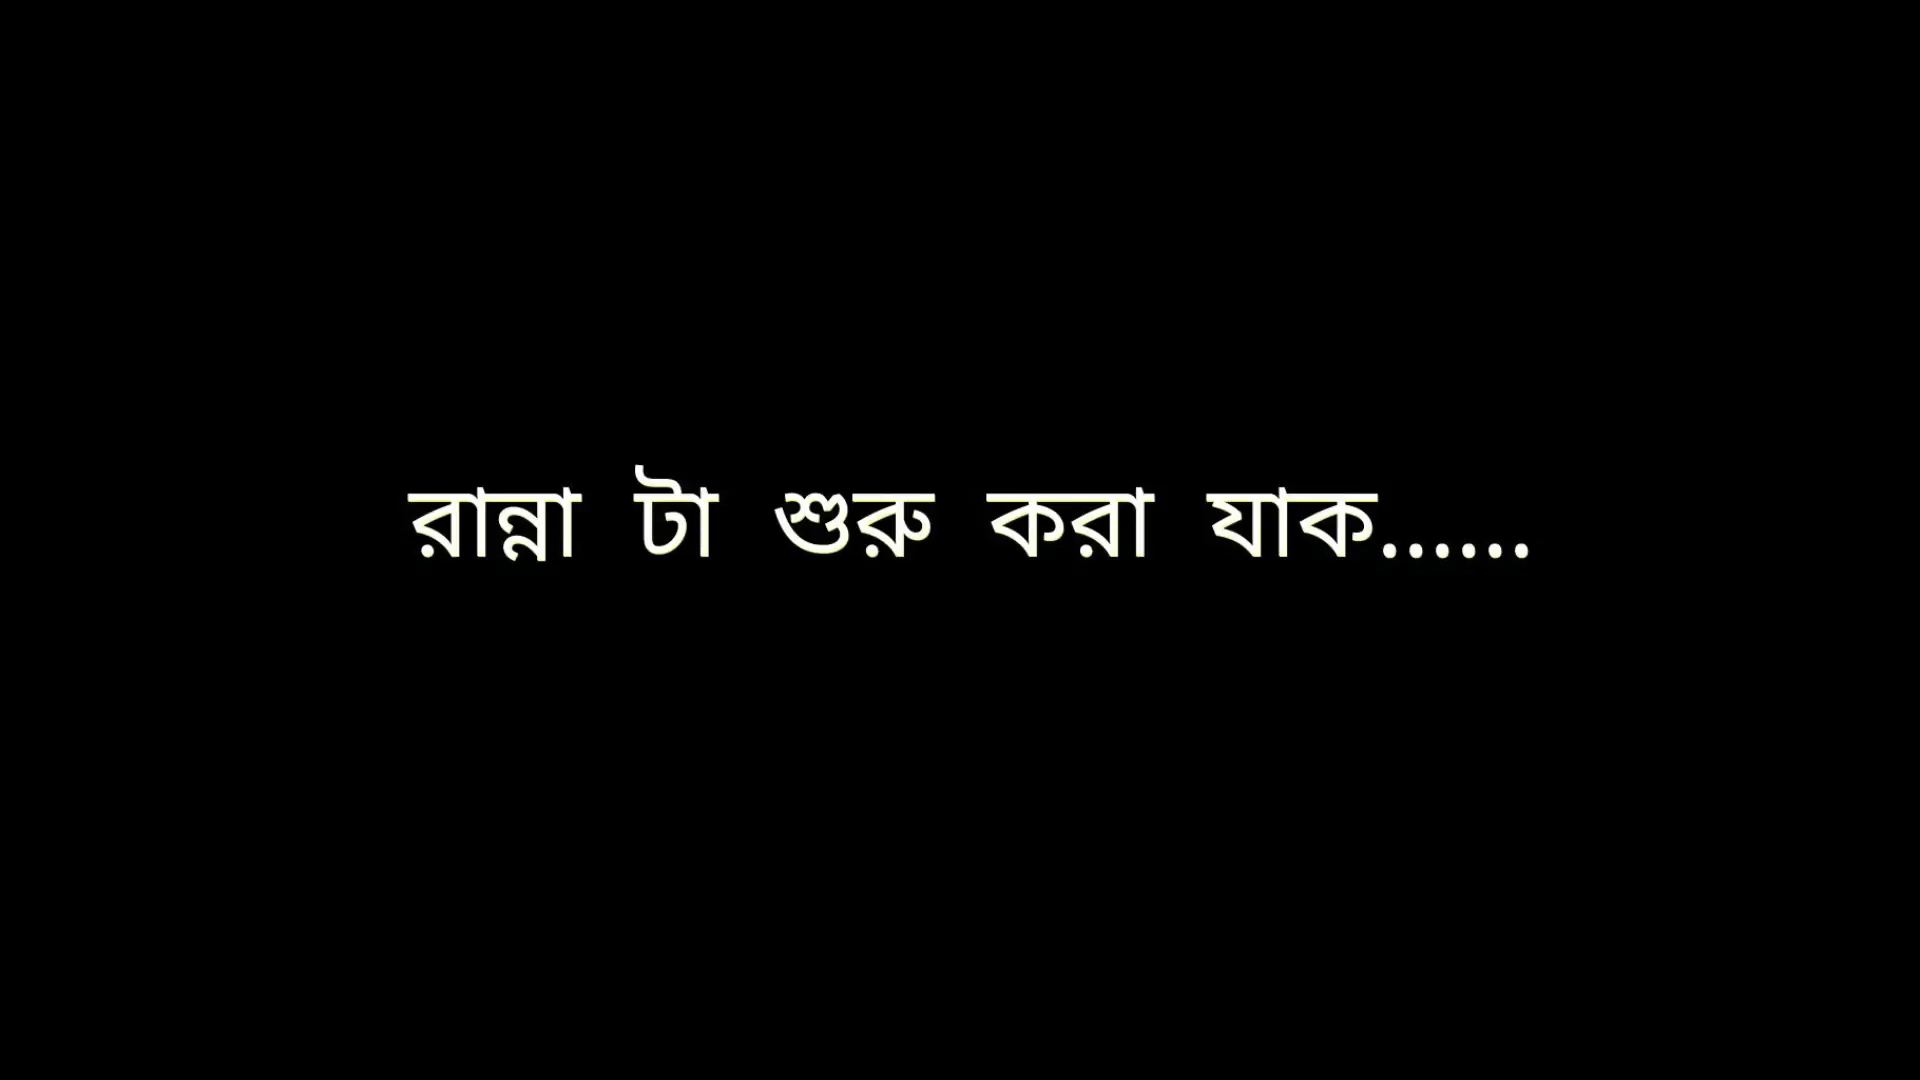 রান্না টা শুরু করা যাক......